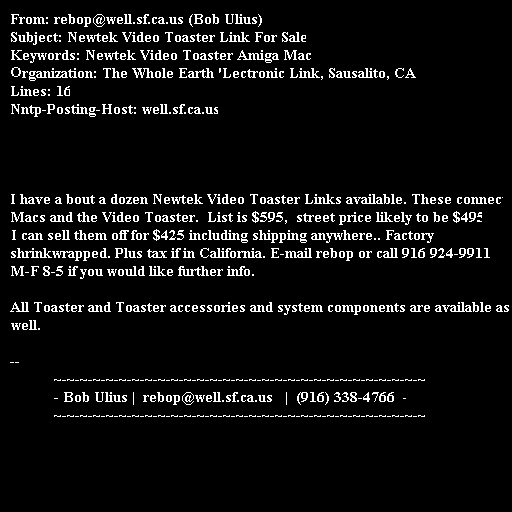 From: rebop@well.sf.ca.us (Bob Ulius)
Subject: Newtek Video Toaster Link For Sale
Keywords: Newtek Video Toaster Amiga Mac
Organization: The Whole Earth 'Lectronic Link, Sausalito, CA
Lines: 16
Nntp-Posting-Host: well.sf.ca.us
I have a bout a dozen Newtek Video Toaster Links available. These connec
Macs and the Video Toaster. List is $595, street price likely to be $495
I can sell them off for $425 including shipping anywhere.. Factory
shrinkwrapped. Plus tax if in California. E-mail rebop or call 916 924-9911
M-F 8-5 if you would like further info.
All Toaster and Toaster accessories and system components are available as
well.
--
~-~-~-~-~-~-~-~-~-~-~-~-~-~-~-~-~-~-~-~-~-~-~-~-~-~-~-~-~
- Bob Ulius | rebop@well.sf.ca.us | (916) 338-4766 -
~-~-~-~-~-~-~-~-~-~-~-~-~-~-~-~-~-~-~-~-~-~-~-~-~-~-~-~-~